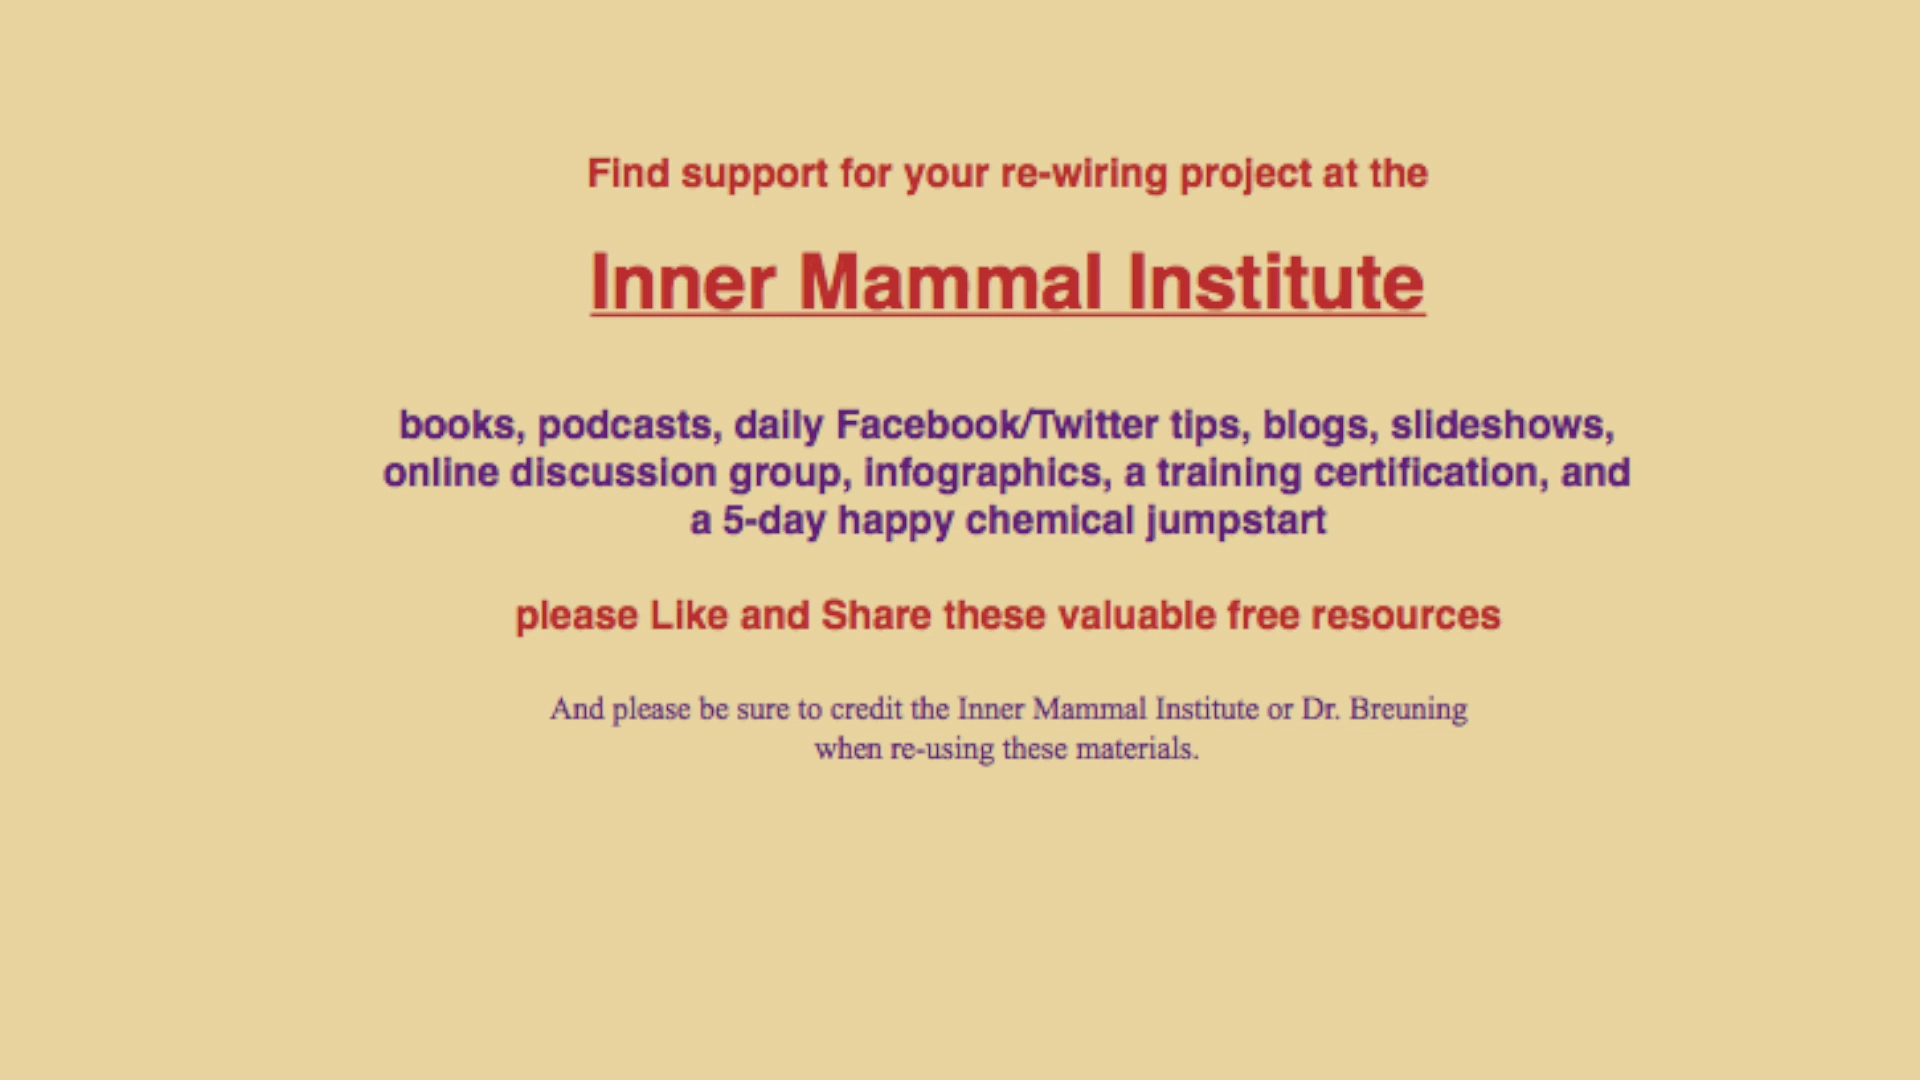 Find support for your re-wiring project at the
Inner Mammal Institute
books, podcasts, daily Facebook/Twitter tips, blogs, slideshows,
online discussion group, infographics, a training certification, and
a 5-day happy chemical jumpstart
please Like and Share these valuable free resources
And please be sure to credit the Inner Mammal Institute or Dr. Breuning
when re-using these materials.